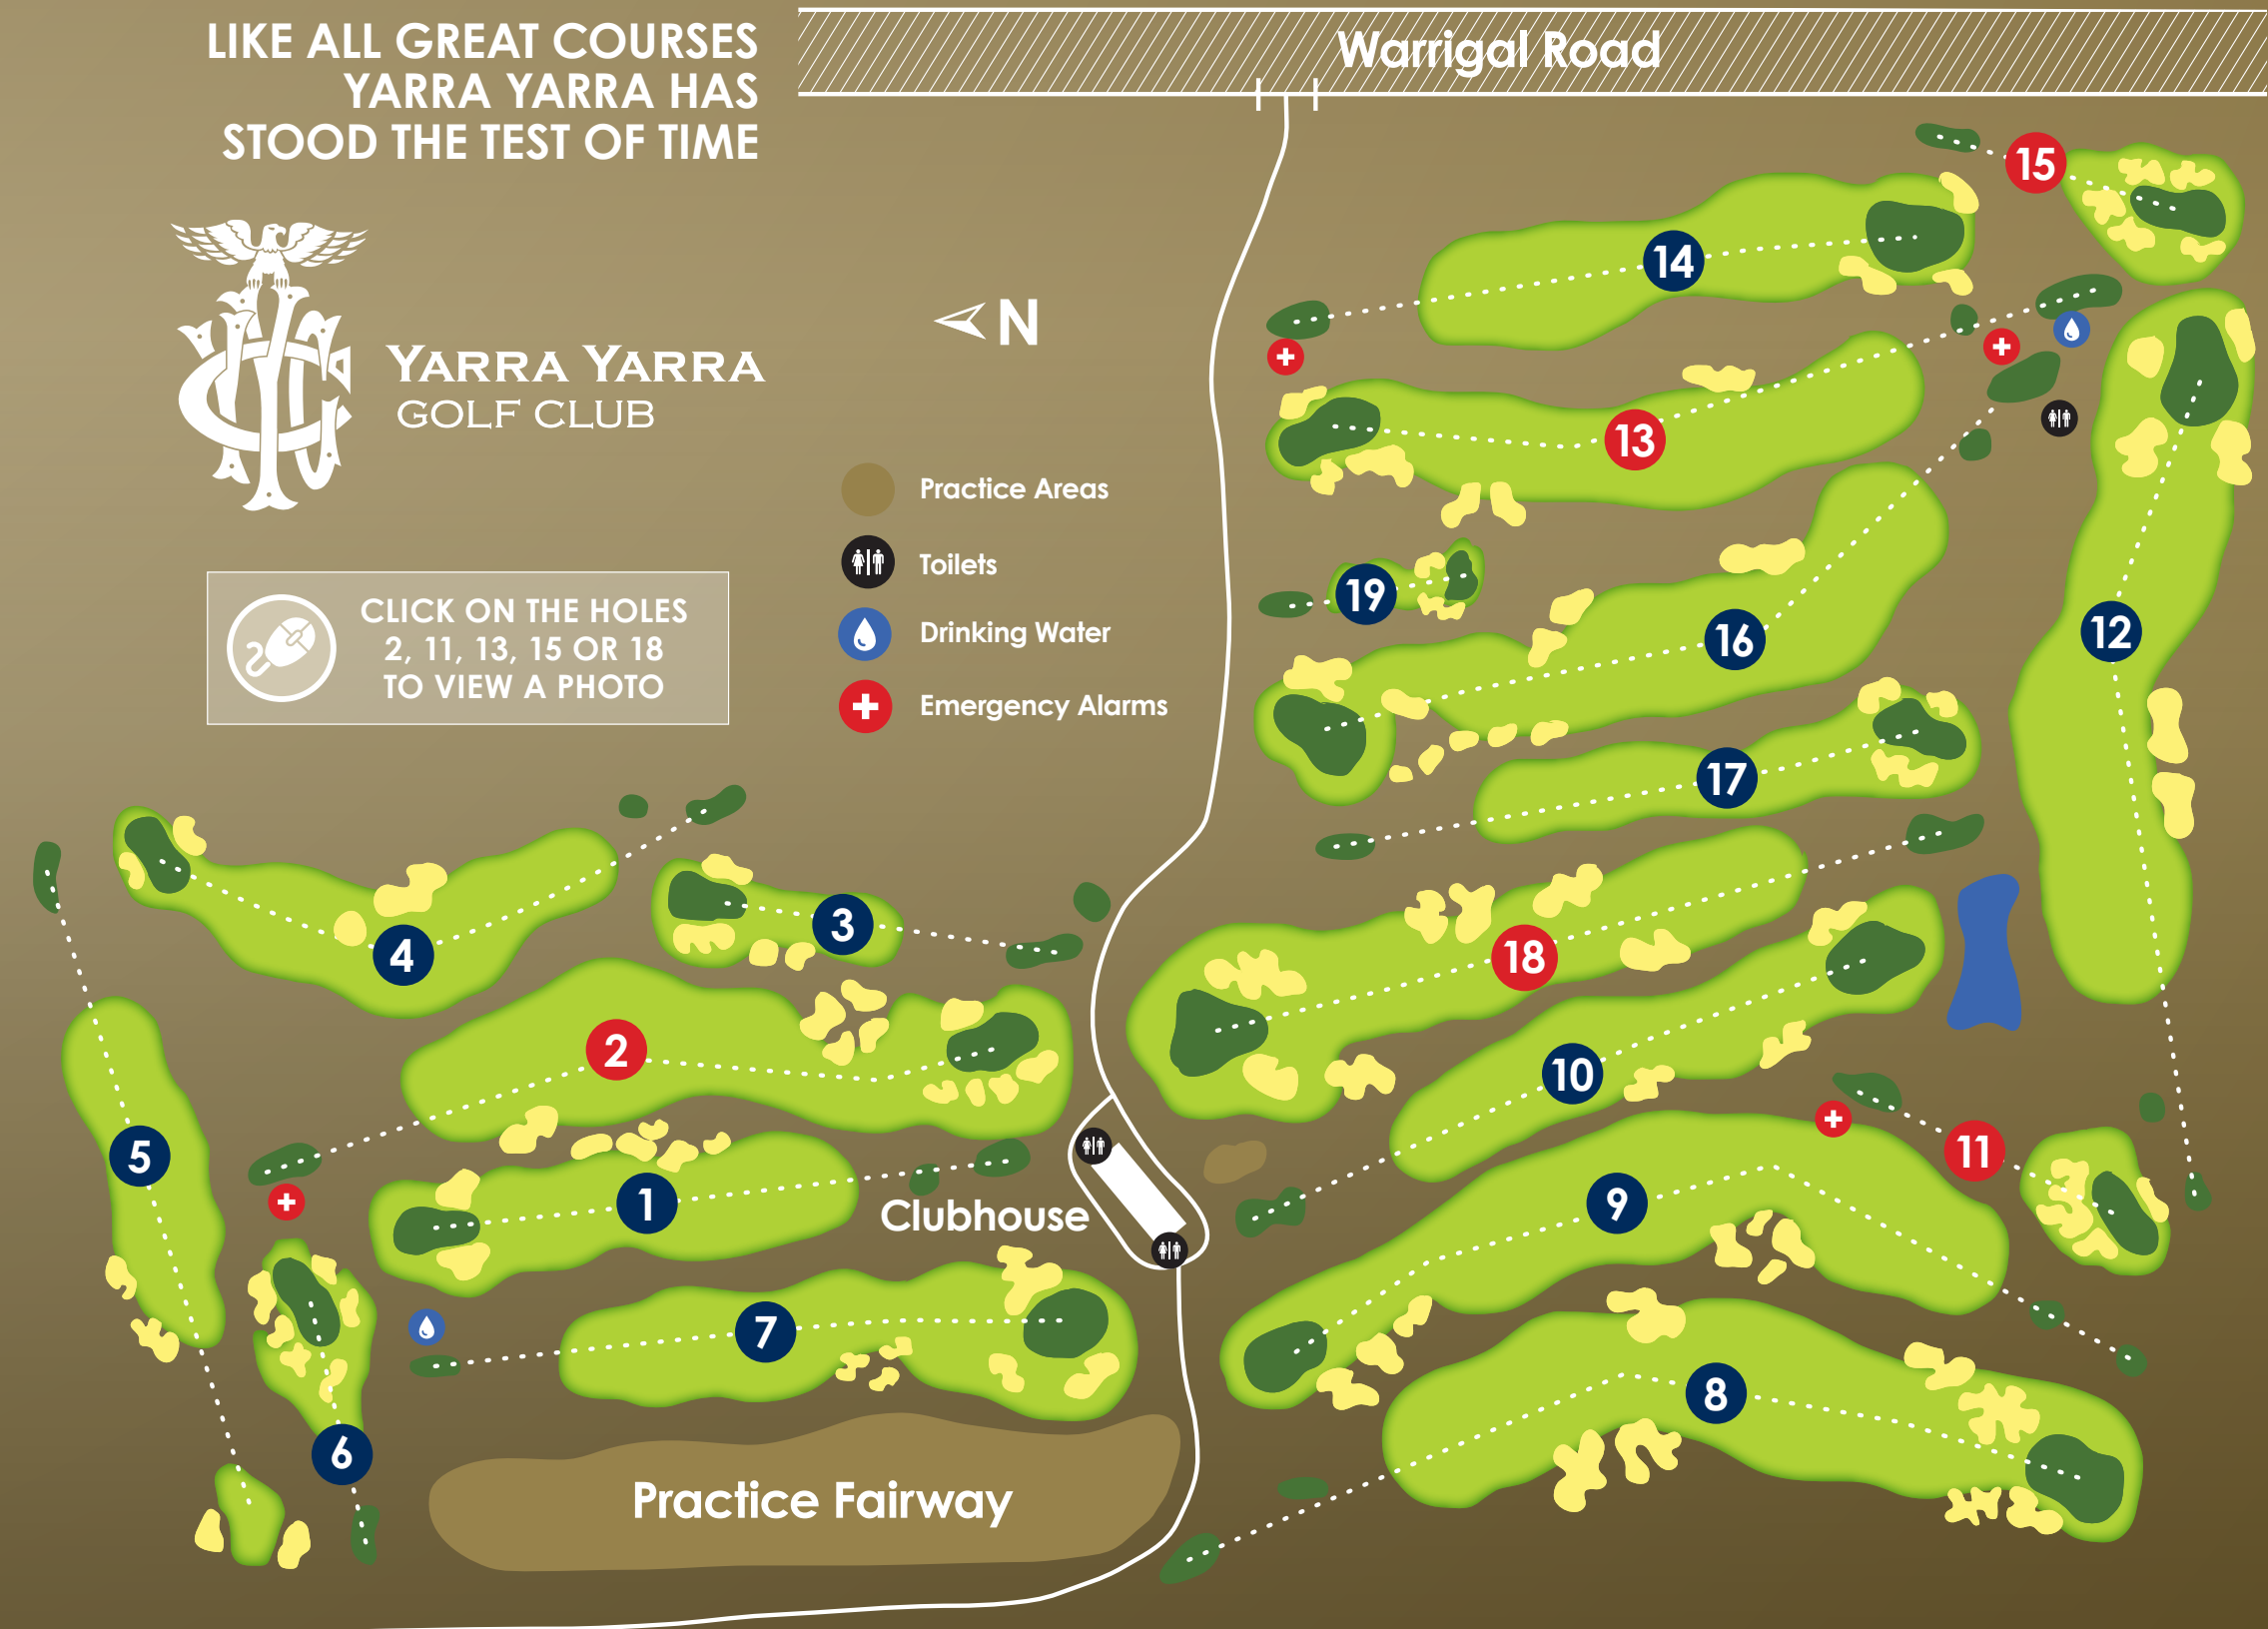 LIKE ALL GREAT COURSES
YARRA YARRA HAS
STOOD THE TEST OF TIME
Warrigal Road
YARRA YARRA
GOLF CLUB
N
Practice Areas
Toilets
Drinking Water
Emergency Alarms
CLICK ON THE HOLES
2, 11, 13, 15 OR 18
TO VIEW A PHOTO
15
14
13
19
16
12
17
3
4
18
2
10
5
11
1
9
Clubhouse
7
8
6
Practice Fairway